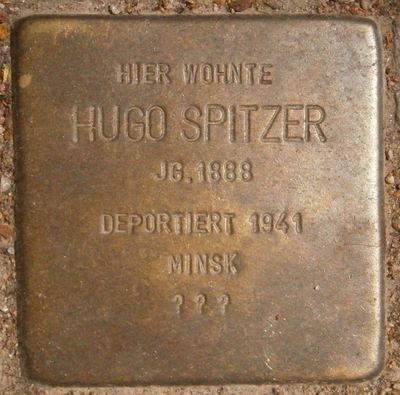 HIER WOHNTE
HUGO SPITZER
JG. 1888
DEPORTIERT 1941
MINSK
? ? ?